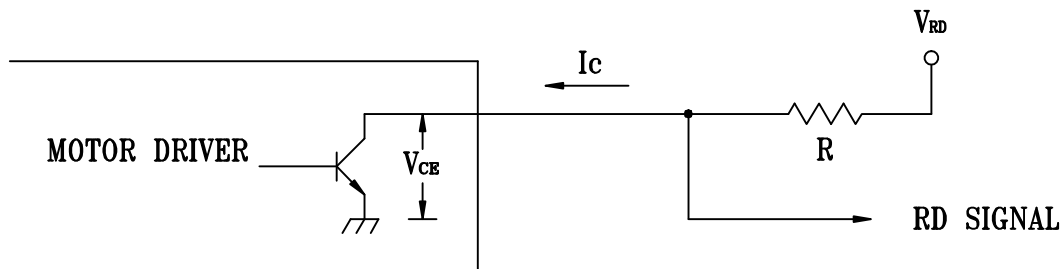 V_RD
Ic
MOTOR DRIVER
V_CE
R
RD SIGNAL